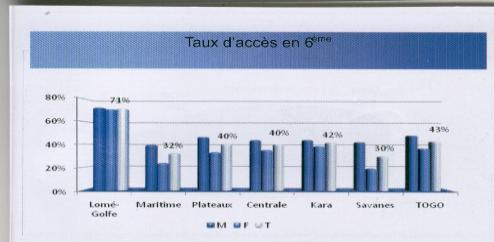 Taux d'accès en 6ème
80%
60%
40%
20%
0%
71%
32%
40%
40%
42%
30%
43%
Lomé-Golfe
Maritime
Plateaux
Centrale
Kara
Savanes
TOGO
M F T